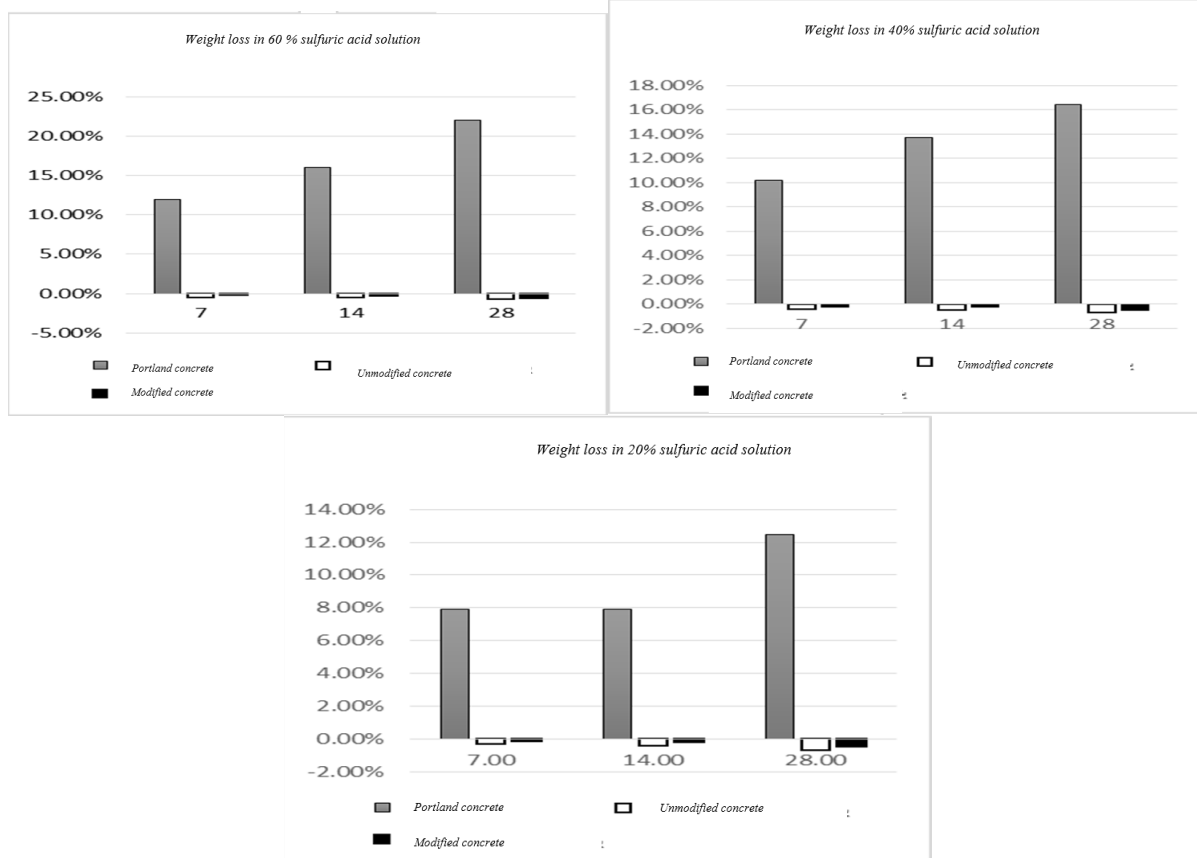 Weight loss in 60 % sulfuric acid solution
25.00%
20.00%
15.00%
10.00%
5.00%
0.00%
-5.00%
7 14 28
Portland concrete
Unmodified concrete
Modified concrete
Weight loss in 40% sulfuric acid solution
18.00%
16.00%
14.00%
12.00%
10.00%
8.00%
6.00%
4.00%
2.00%
0.00%
-2.00%
7 14 28
Portland concrete
Unmodified concrete
Modified concrete
Weight loss in 20% sulfuric acid solution
14.00%
12.00%
10.00%
8.00%
6.00%
4.00%
2.00%
0.00%
-2.00%
7.00 14.00 28.00
Portland concrete
Unmodified concrete
Modified concrete